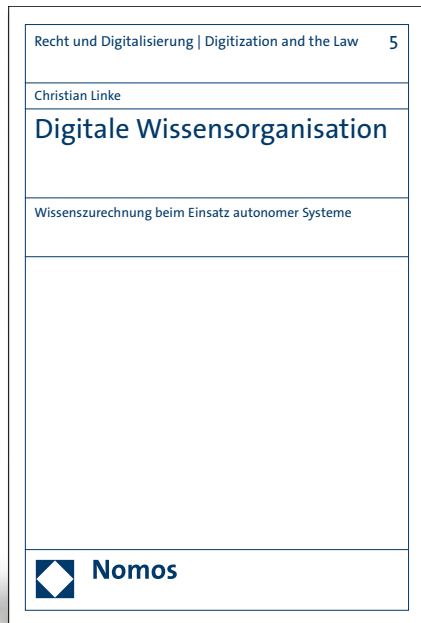 Recht und Digitalisierung | Digitization and the Law 5
Christian Linke
Digitale Wissensorganisation
Wissenszurechnung beim Einsatz autonomer Systeme
Nomos